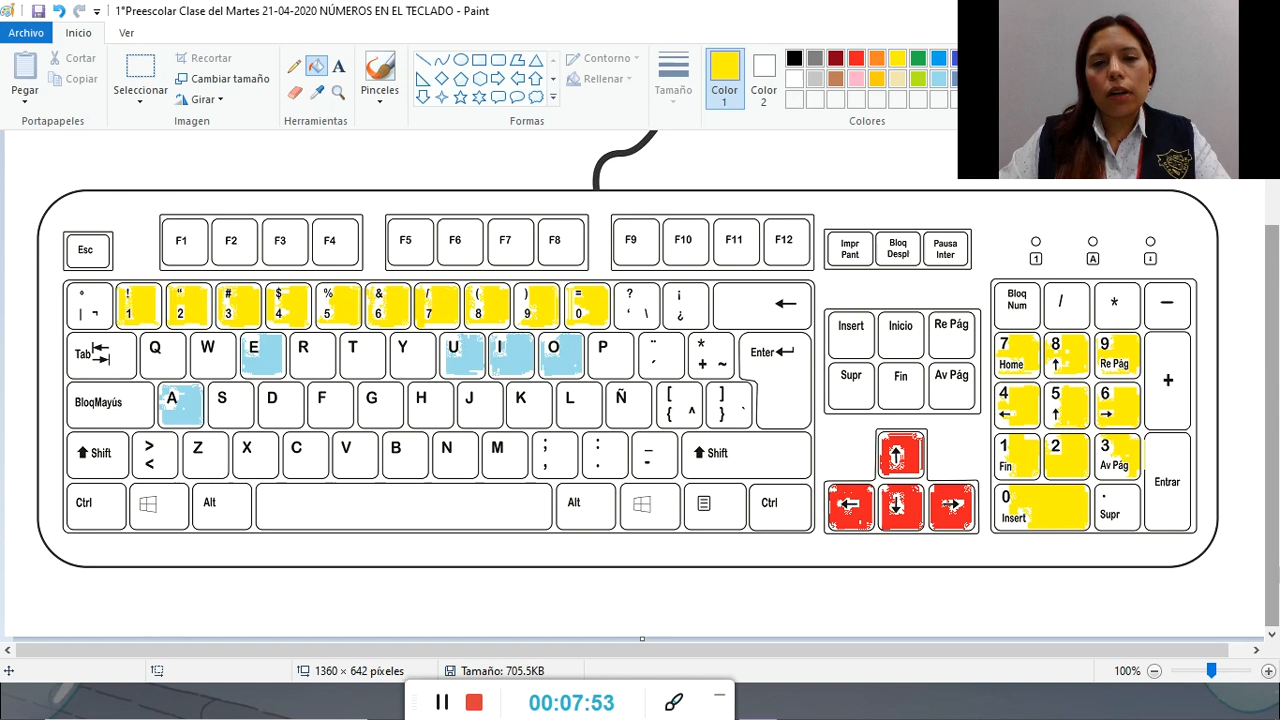 1°Preescolar Clase del Martes 21-04-2020 NÚMEROS EN EL TECLADO - Paint
Archivo Inicio Ver
Pegar Cortar Copiar Seleccionar Recortar Cambiar tamaño Girar A Pinceles Contorno Rellenar Tamaño Color 1 Color 2
Portapapeles Imagen Herramientas Formas Colores
Esc F1 F2 F3 F4 F5 F6 F7 F8 F9 F10 F11 F12 Impr Pant Bloq Despl Pausa Inter 1 A ↓
° | ¬ ! 1 “ 2 # 3 $ 4 % 5 & 6 / 7 ( 8 ) 9 = 0 ? ‘ \ ¡ ¿ ← Insert Inicio Re Pág Bloq Num / * −
Tab Q W E R T Y U I O P ¨ ´ * + ~ Enter Supr Fin Av Pág 7 Home 8 ↑ 9 Re Pág +
BloqMayús A S D F G H J K L Ñ [ { ^ ] } ` 4 ← 5 ↑ 6 →
Shift > < Z X C V B N M ; , : . _ - Shift ↑ 1 Fin 2 3 Av Pág Entrar
Ctrl Alt Alt Ctrl ← ↓ → 0 Insert . Supr
1360 × 642 píxeles Tamaño: 705.5KB 100%
00:07:53